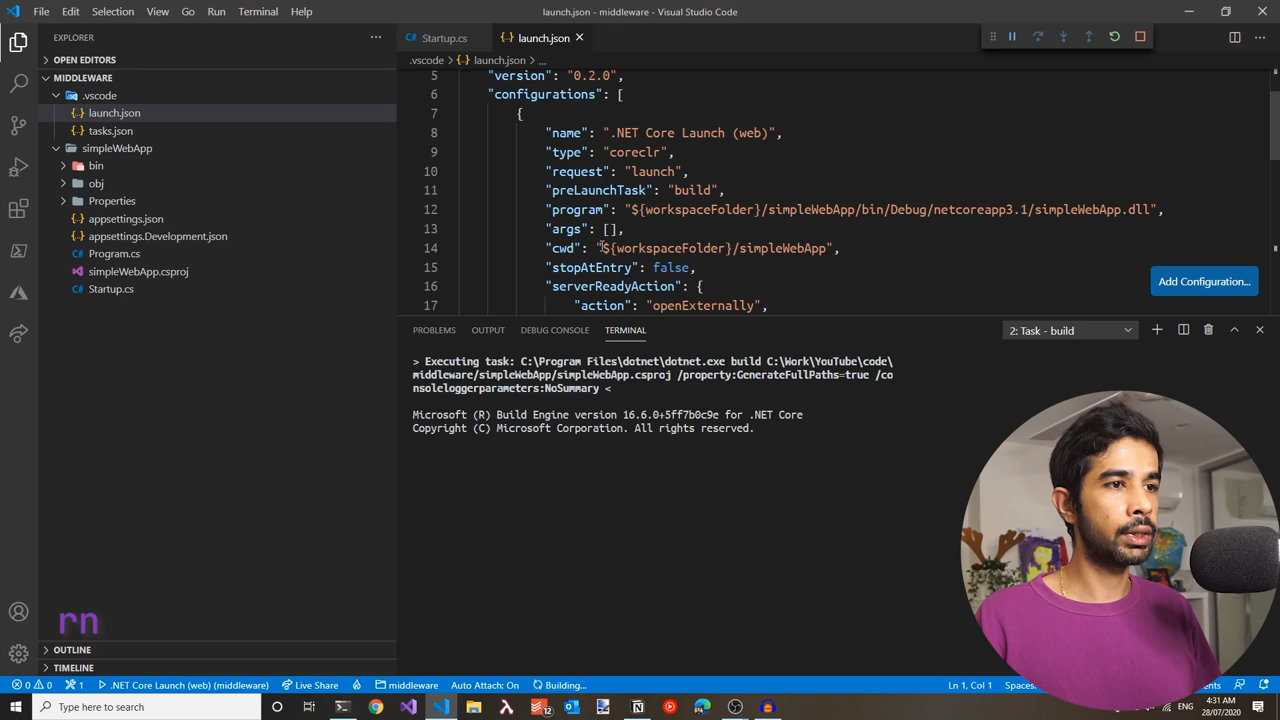 File Edit Selection View Go Run Terminal Help
launch.json - middleware - Visual Studio Code
EXPLORER
OPEN EDITORS
MIDDLEWARE
.vscode
launch.json
tasks.json
simpleWebApp
bin
obj
Properties
appsettings.json
appsettings.Development.json
Program.cs
simpleWebApp.csproj
Startup.cs
rn
OUTLINE
TIMELINE
Startup.cs launch.json
.vscode > launch.json > ...
5 "version": "0.2.0",
6 "configurations": [
7 {
8 "name": ".NET Core Launch (web)",
9 "type": "coreclr",
10 "request": "launch",
11 "preLaunchTask": "build",
12 "program": "${workspaceFolder}/simpleWebApp/bin/Debug/netcoreapp3.1/simpleWebApp.dll",
13 "args": [],
14 "cwd": "${workspaceFolder}/simpleWebApp",
15 "stopAtEntry": false,
16 "serverReadyAction": {
17 "action": "openExternally",
Add Configuration...
PROBLEMS OUTPUT DEBUG CONSOLE TERMINAL
2: Task - build
> Executing task: C:\Program Files\dotnet\dotnet.exe build C:\Work\YouTube\code\
middleware/simpleWebApp/simpleWebApp.csproj /property:GenerateFullPaths=true /co
nsoleloggerparameters:NoSummary <
Microsoft (R) Build Engine version 16.6.0+5ff7b0c9e for .NET Core
Copyright (C) Microsoft Corporation. All rights reserved.
0 0 1 .NET Core Launch (web) (middleware) Live Share middleware Auto Attach: On Building... Ln 1, Col 1 Spaces:
Type here to search
12
ENG
4:31 AM
28/07/2020